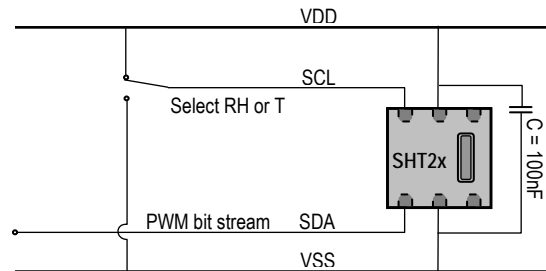 VDD
SCL
Select RH or T
SHT2x
C = 100nF
PWM bit stream SDA
VSS